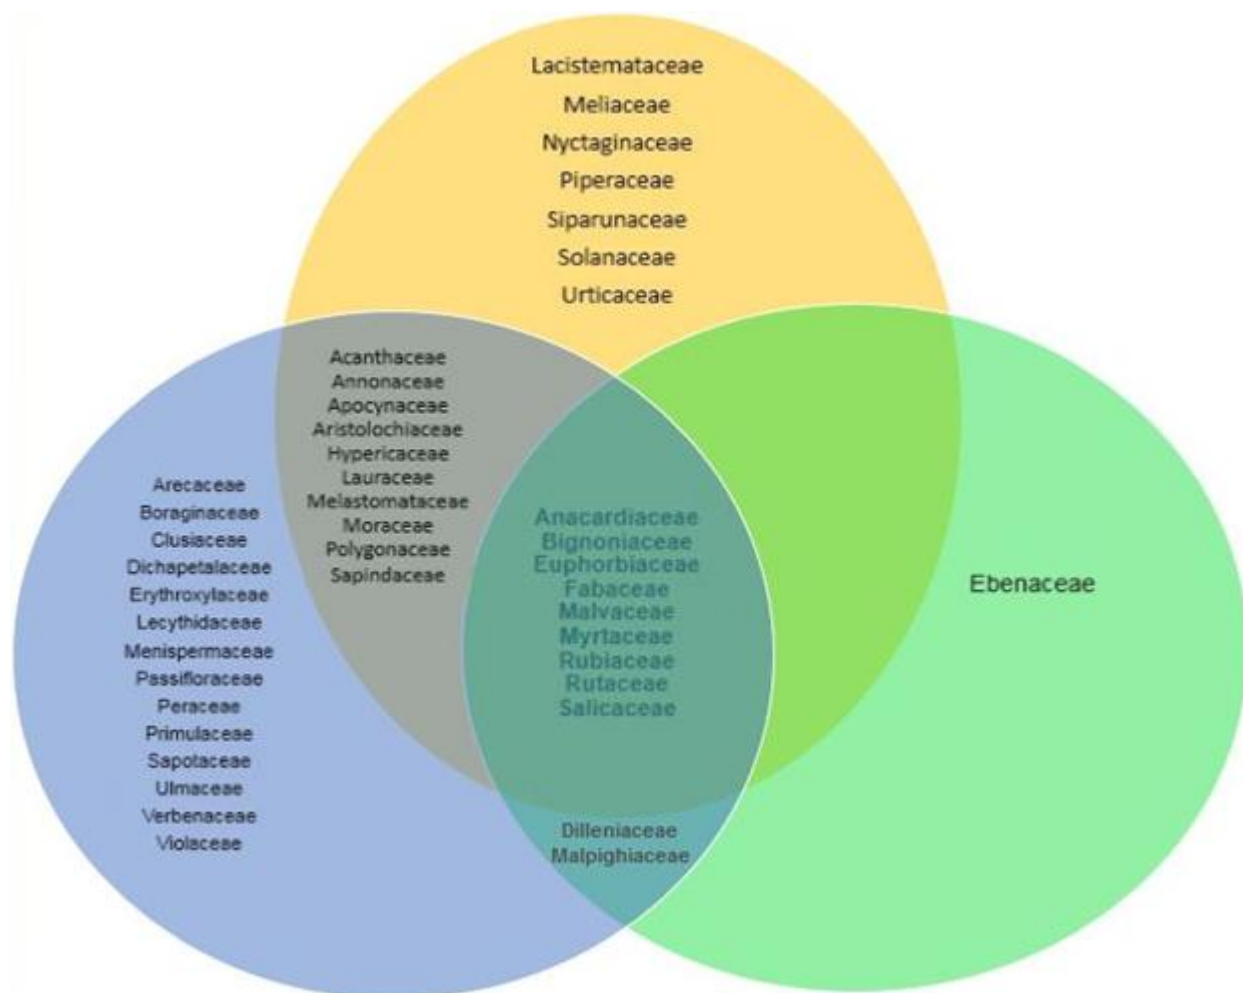 Lacistemataceae
Meliaceae
Nyctaginaceae
Piperaceae
Siparunaceae
Solanaceae
Urticaceae
Acanthaceae
Annonaceae
Apocynaceae
Aristolochiaceae
Hypericaceae
Lauraceae
Melastomataceae
Moraceae
Polygonaceae
Sapindaceae
Arecaceae
Boraginaceae
Clusiaceae
Dichapetalaceae
Erythroxylaceae
Lecythidaceae
Menispermaceae
Passifloraceae
Peraceae
Primulaceae
Sapotaceae
Ulmaceae
Verbenaceae
Violaceae
Anacardiaceae
Bignoniaceae
Euphorbiaceae
Fabaceae
Malvaceae
Myrtaceae
Rubiaceae
Rutaceae
Salicaceae
Ebenaceae
Dilleniaceae
Malpighiaceae